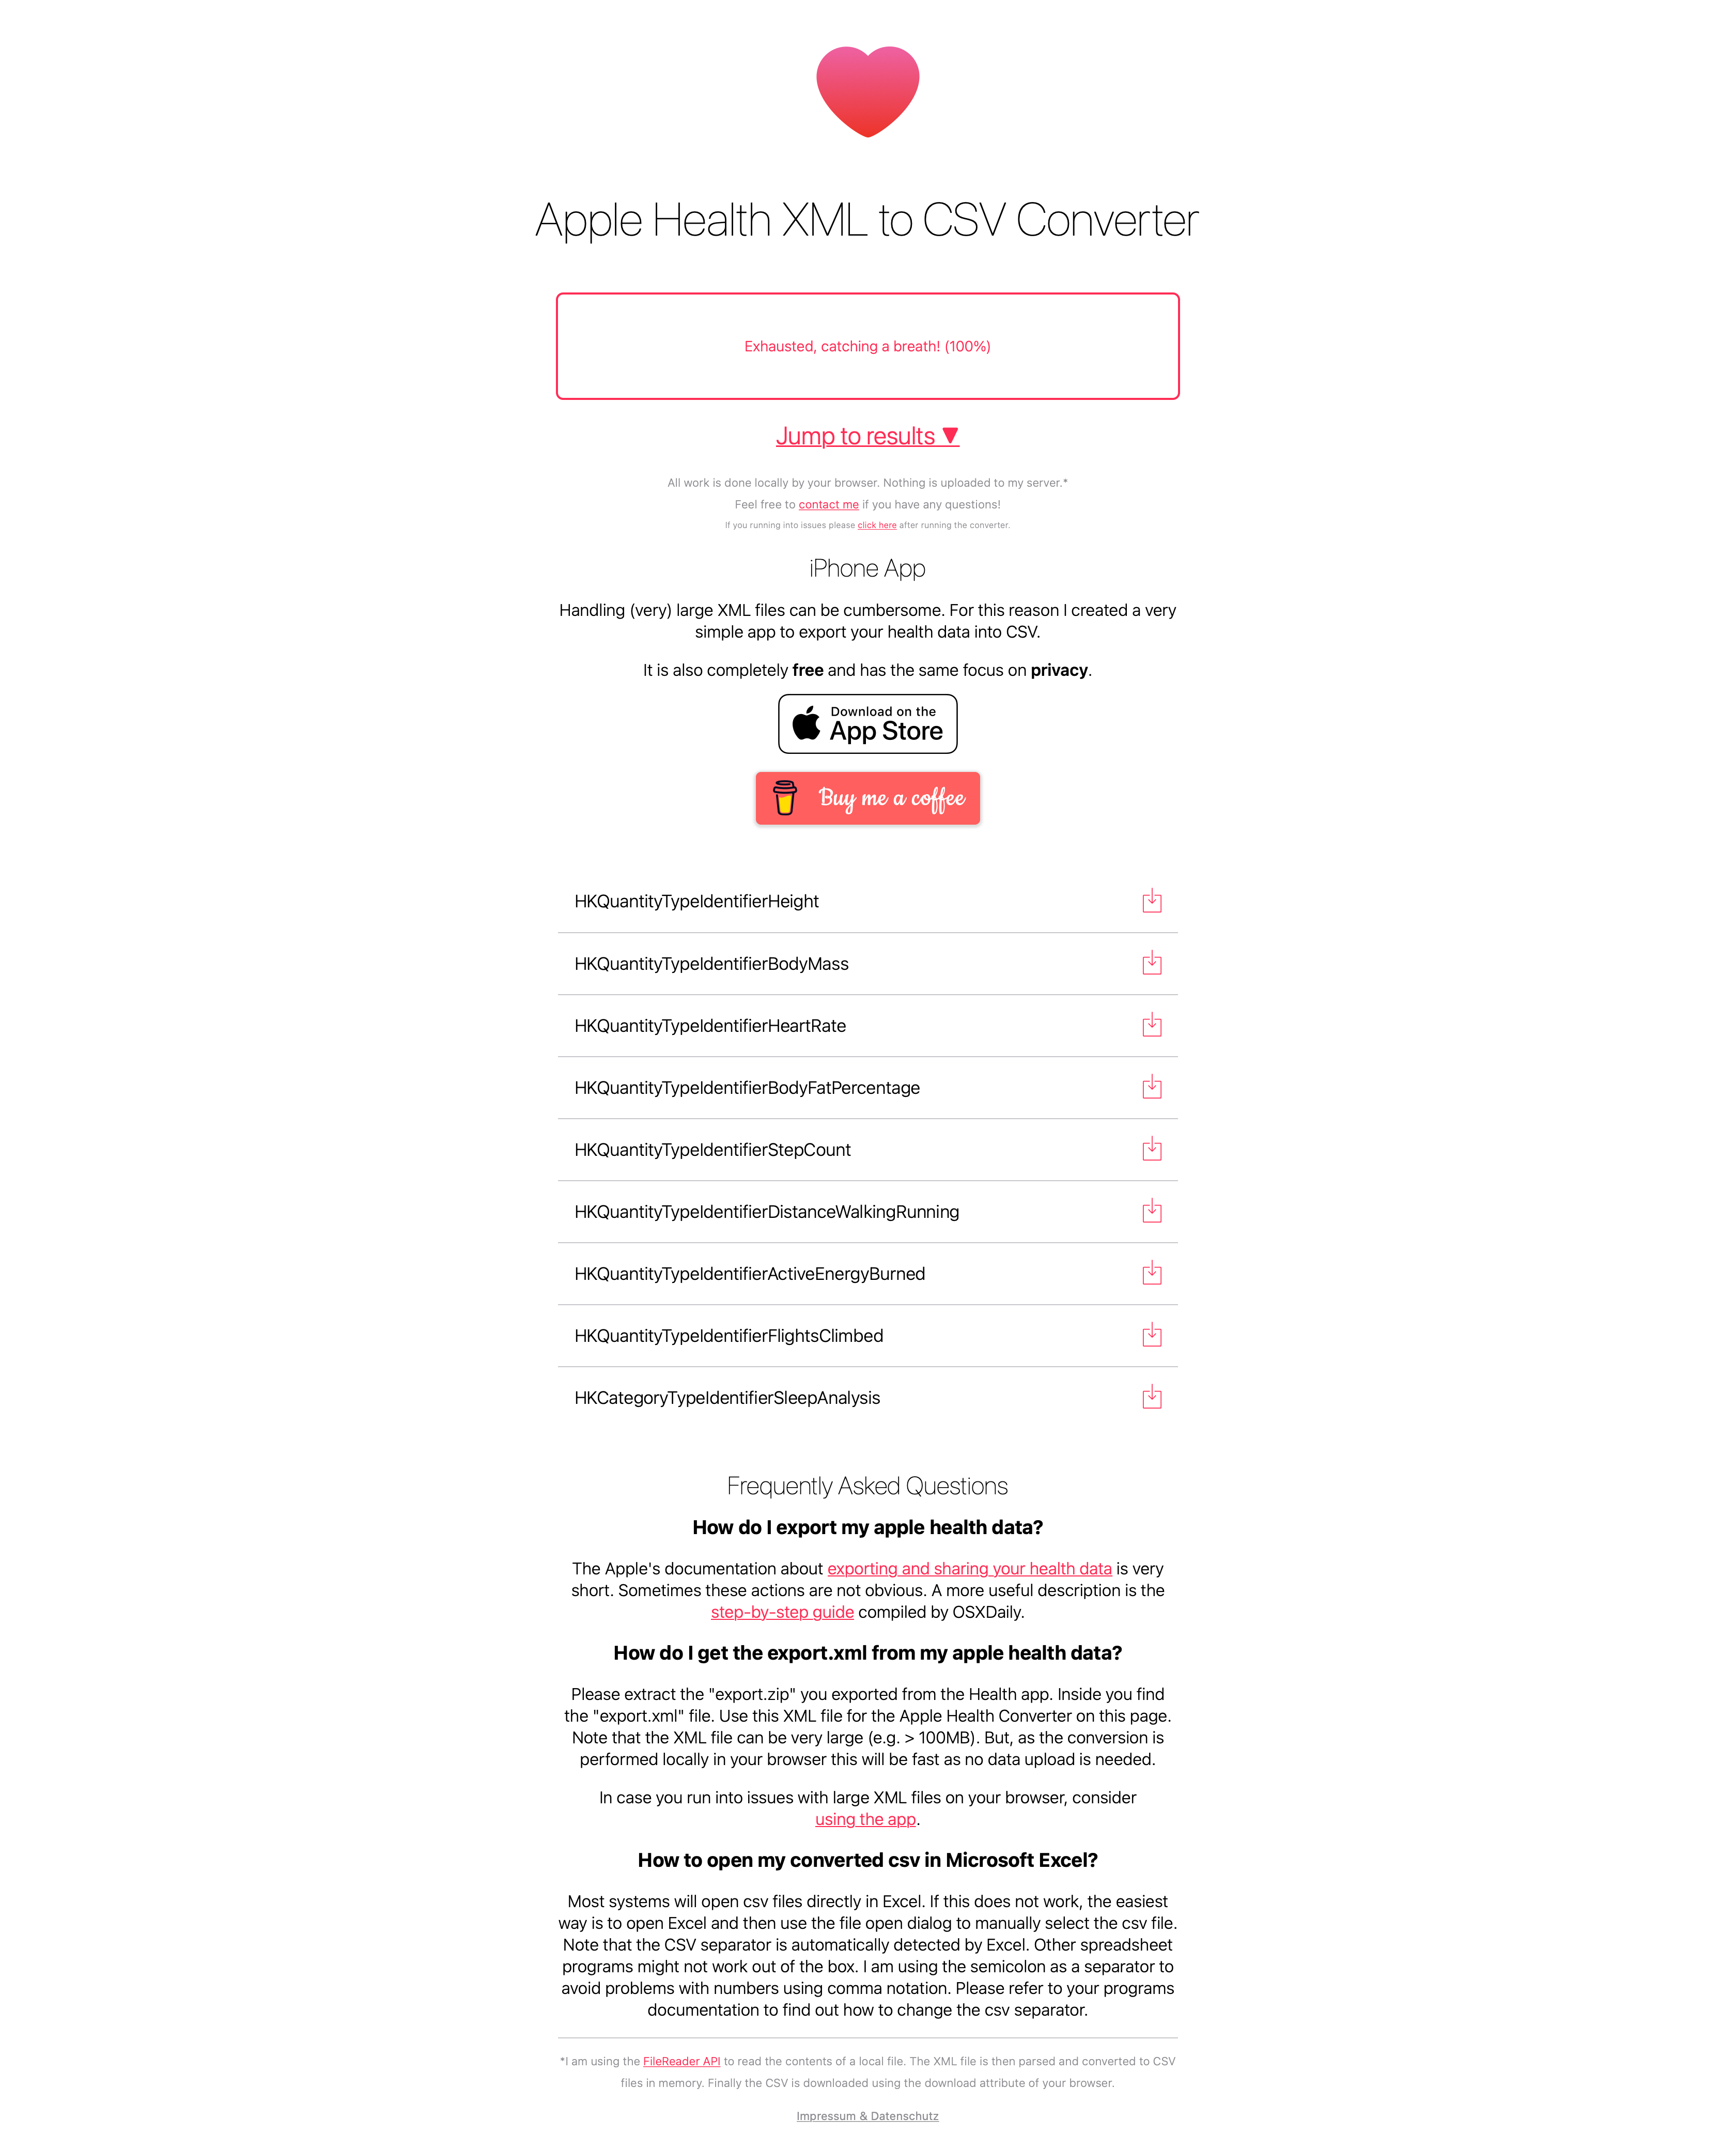 Apple Health XML to CSV Converter
Exhausted, catching a breath! (100%)
Jump to results ▼
All work is done locally by your browser. Nothing is uploaded to my server.*
Feel free to contact me if you have any questions!
If you running into issues please click here after running the converter.
iPhone App
Handling (very) large XML files can be cumbersome. For this reason I created a very
simple app to export your health data into CSV.
It is also completely free and has the same focus on privacy.
Download on the
App Store
Buy me a coffee
HKQuantityTypeIdentifierHeight
HKQuantityTypeIdentifierBodyMass
HKQuantityTypeIdentifierHeartRate
HKQuantityTypeIdentifierBodyFatPercentage
HKQuantityTypeIdentifierStepCount
HKQuantityTypeIdentifierDistanceWalkingRunning
HKQuantityTypeIdentifierActiveEnergyBurned
HKQuantityTypeIdentifierFlightsClimbed
HKCategoryTypeIdentifierSleepAnalysis
Frequently Asked Questions
How do I export my apple health data?
The Apple's documentation about exporting and sharing your health data is very
short. Sometimes these actions are not obvious. A more useful description is the
step-by-step guide compiled by OSXDaily.
How do I get the export.xml from my apple health data?
Please extract the "export.zip" you exported from the Health app. Inside you find
the "export.xml" file. Use this XML file for the Apple Health Converter on this page.
Note that the XML file can be very large (e.g. > 100MB). But, as the conversion is
performed locally in your browser this will be fast as no data upload is needed.
In case you run into issues with large XML files on your browser, consider
using the app.
How to open my converted csv in Microsoft Excel?
Most systems will open csv files directly in Excel. If this does not work, the easiest
way is to open Excel and then use the file open dialog to manually select the csv file.
Note that the CSV separator is automatically detected by Excel. Other spreadsheet
programs might not work out of the box. I am using the semicolon as a separator to
avoid problems with numbers using comma notation. Please refer to your programs
documentation to find out how to change the csv separator.
*I am using the FileReader API to read the contents of a local file. The XML file is then parsed and converted to CSV
files in memory. Finally the CSV is downloaded using the download attribute of your browser.
Impressum & Datenschutz